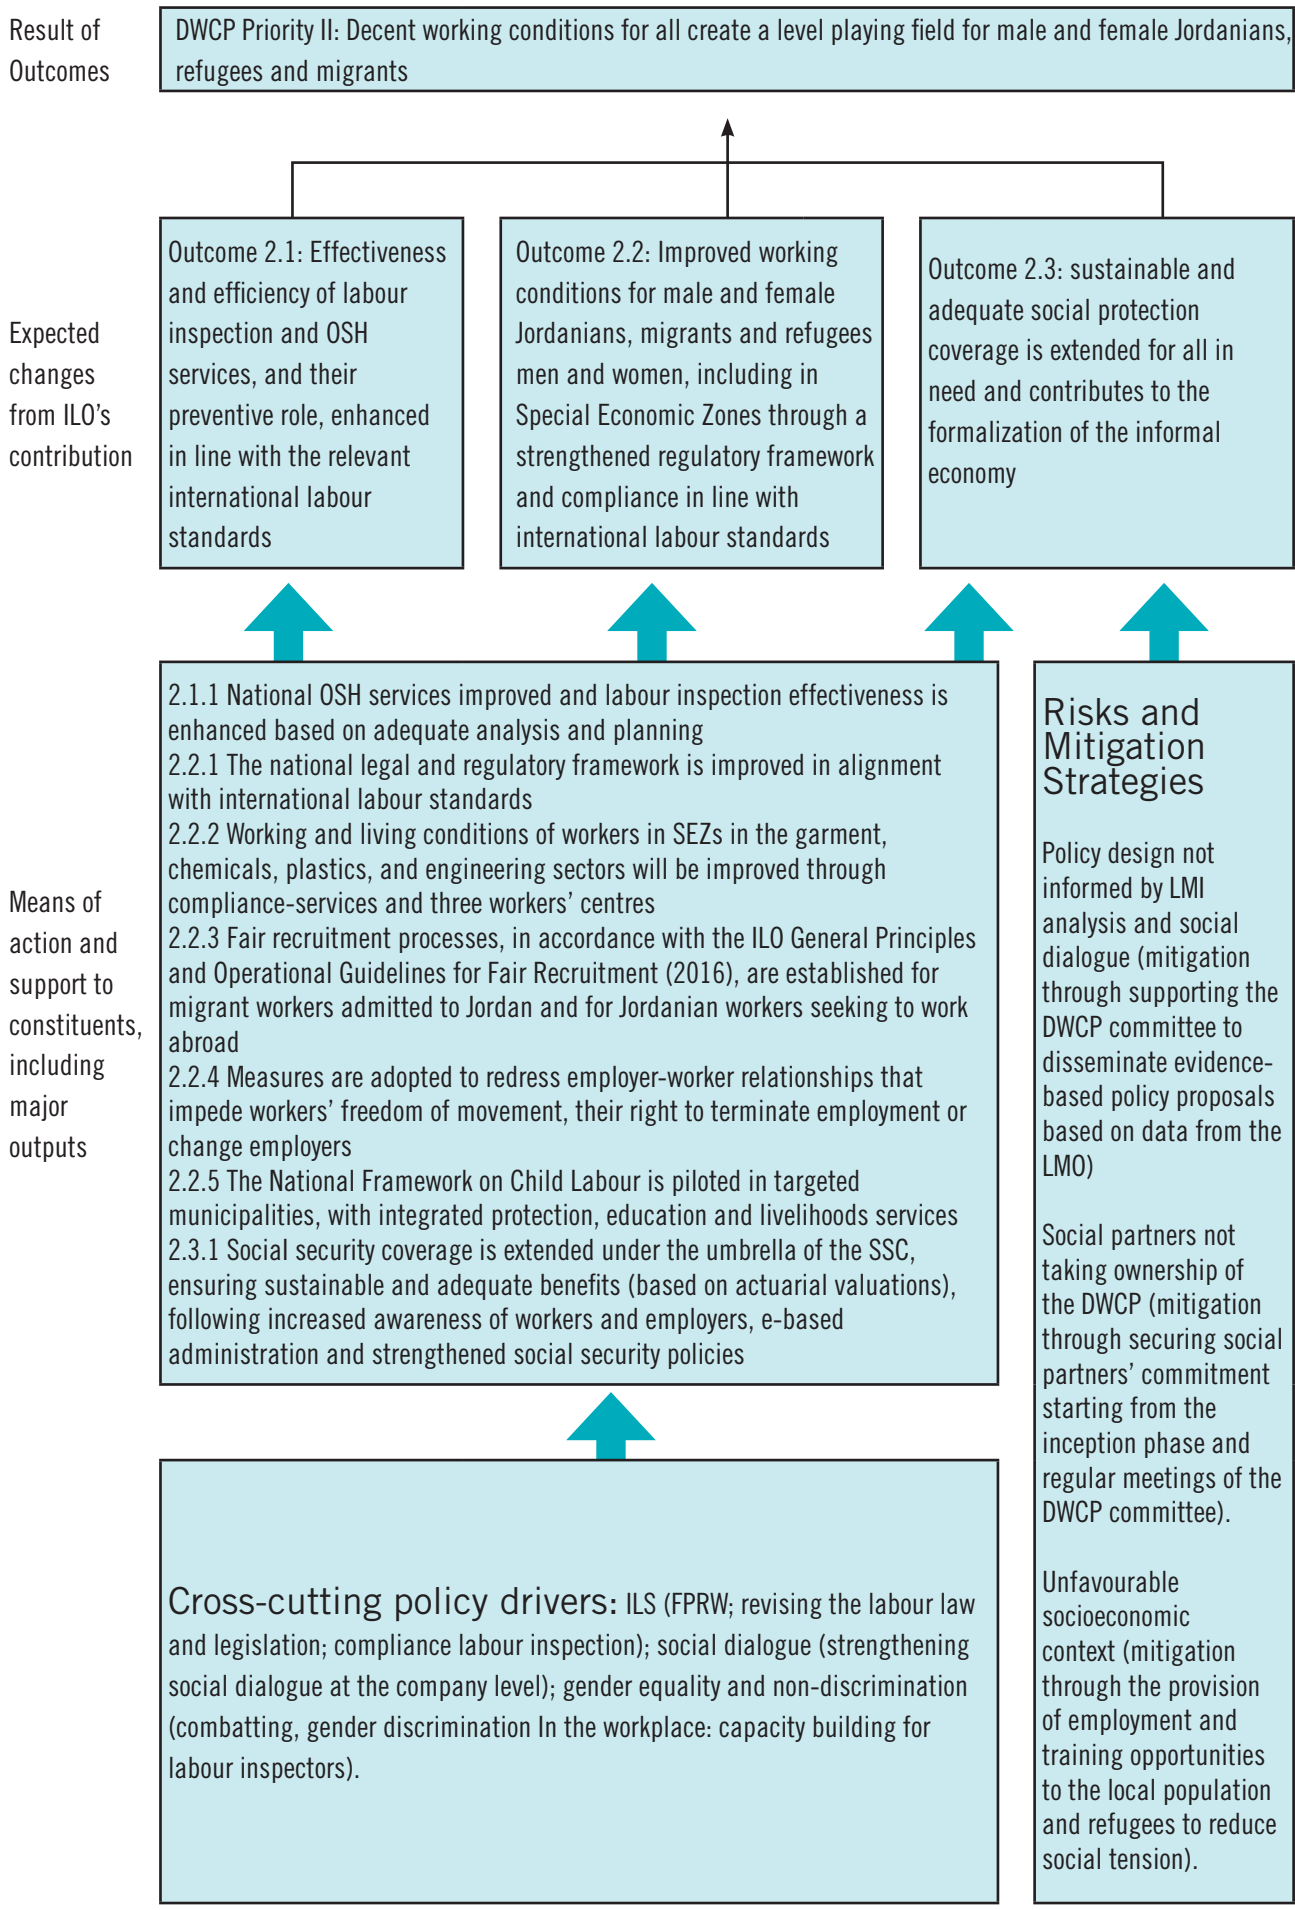 Result of
Outcomes
DWCP Priority II: Decent working conditions for all create a level playing field for male and female Jordanians,
refugees and migrants
Expected
changes
from ILO’s
contribution
Outcome 2.1: Effectiveness
and efficiency of labour
inspection and OSH
services, and their
preventive role, enhanced
in line with the relevant
international labour
standards
Outcome 2.2: Improved working
conditions for male and female
Jordanians, migrants and refugees
men and women, including in
Special Economic Zones through a
strengthened regulatory framework
and compliance in line with
international labour standards
Outcome 2.3: sustainable and
adequate social protection
coverage is extended for all in
need and contributes to the
formalization of the informal
economy
Means of
action and
support to
constituents,
including
major
outputs
2.1.1 National OSH services improved and labour inspection effectiveness is
enhanced based on adequate analysis and planning
2.2.1 The national legal and regulatory framework is improved in alignment
with international labour standards
2.2.2 Working and living conditions of workers in SEZs in the garment,
chemicals, plastics, and engineering sectors will be improved through
compliance-services and three workers’ centres
2.2.3 Fair recruitment processes, in accordance with the ILO General Principles
and Operational Guidelines for Fair Recruitment (2016), are established for
migrant workers admitted to Jordan and for Jordanian workers seeking to work
abroad
2.2.4 Measures are adopted to redress employer-worker relationships that
impede workers’ freedom of movement, their right to terminate employment or
change employers
2.2.5 The National Framework on Child Labour is piloted in targeted
municipalities, with integrated protection, education and livelihoods services
2.3.1 Social security coverage is extended under the umbrella of the SSC,
ensuring sustainable and adequate benefits (based on actuarial valuations),
following increased awareness of workers and employers, e-based
administration and strengthened social security policies
Cross-cutting policy drivers: ILS (FPRW; revising the labour law
and legislation; compliance labour inspection); social dialogue (strengthening
social dialogue at the company level); gender equality and non-discrimination
(combatting, gender discrimination In the workplace: capacity building for
labour inspectors).
Risks and
Mitigation
Strategies
Policy design not
informed by LMI
analysis and social
dialogue (mitigation
through supporting the
DWCP committee to
disseminate evidence-
based policy proposals
based on data from the
LMO)
Social partners not
taking ownership of
the DWCP (mitigation
through securing social
partners’ commitment
starting from the
inception phase and
regular meetings of the
DWCP committee).
Unfavourable
socioeconomic
context (mitigation
through the provision
of employment and
training opportunities
to the local population
and refugees to reduce
social tension).